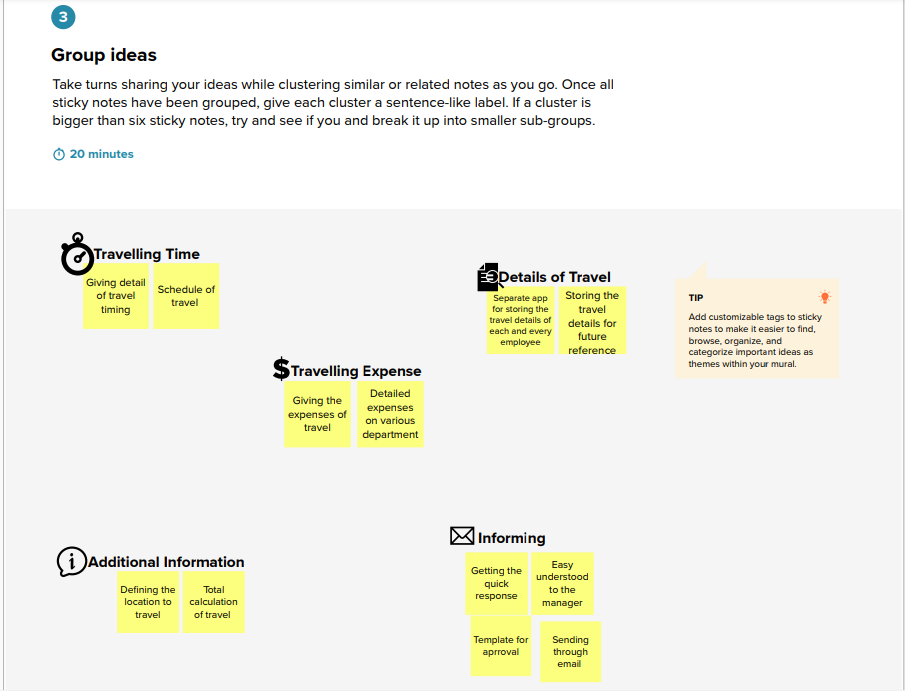 3
Group ideas
Take turns sharing your ideas while clustering similar or related notes as you go. Once all
sticky notes have been grouped, give each cluster a sentence-like label. If a cluster is
bigger than six sticky notes, try and see if you and break it up into smaller sub-groups.
20 minutes
Travelling Time
Giving detail
of travel
timing
Schedule of
travel
Details of Travel
Separate app
for storing the
travel details of
each and every
employee
Storing the
travel
details for
future
reference
TIP
Add customizable tags to sticky
notes to make it easier to find,
browse, organize, and
categorize important ideas as
themes within your mural.
$Travelling Expense
Giving the
expenses of
travel
Detailed
expenses
on various
department
Additional Information
Defining the
location to
travel
Total
calculation
of travel
Informing
Getting the
quick
response
Easy
understood
to the
manager
Template for
aprroval
Sending
through
email